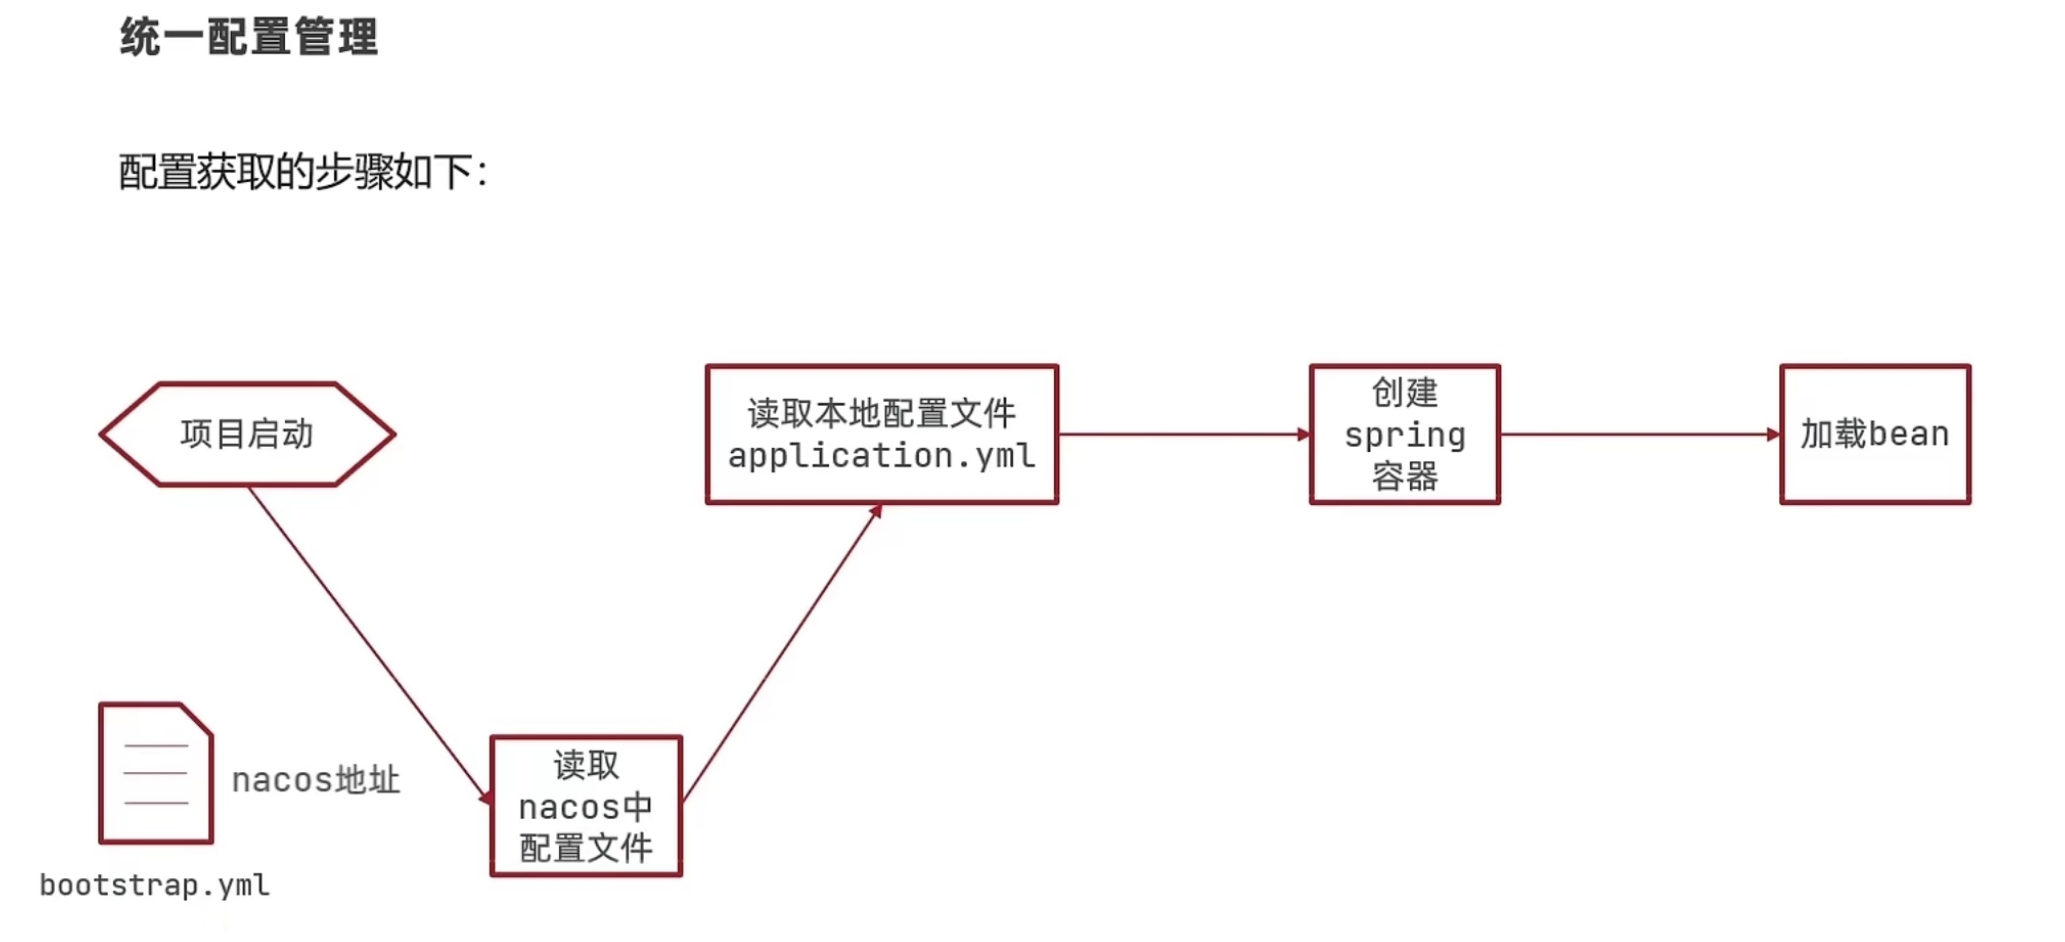 统一配置管理
配置获取的步骤如下：
项目启动
读取本地配置文件
application.yml
创建
spring
容器
加载bean
nacos地址
bootstrap.yml
读取
nacos中
配置文件